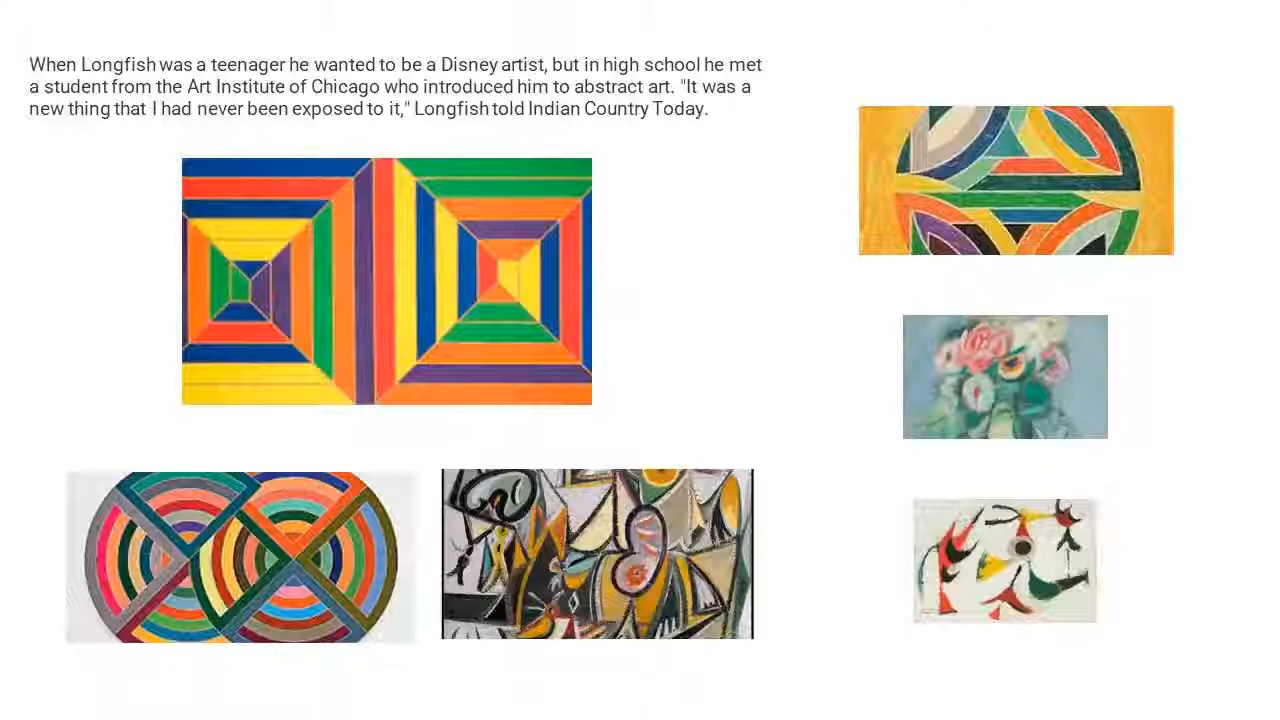 When Longfish was a teenager he wanted to be a Disney artist, but in high school he met
a student from the Art Institute of Chicago who introduced him to abstract art. "It was a
new thing that I had never been exposed to it," Longfish told Indian Country Today.